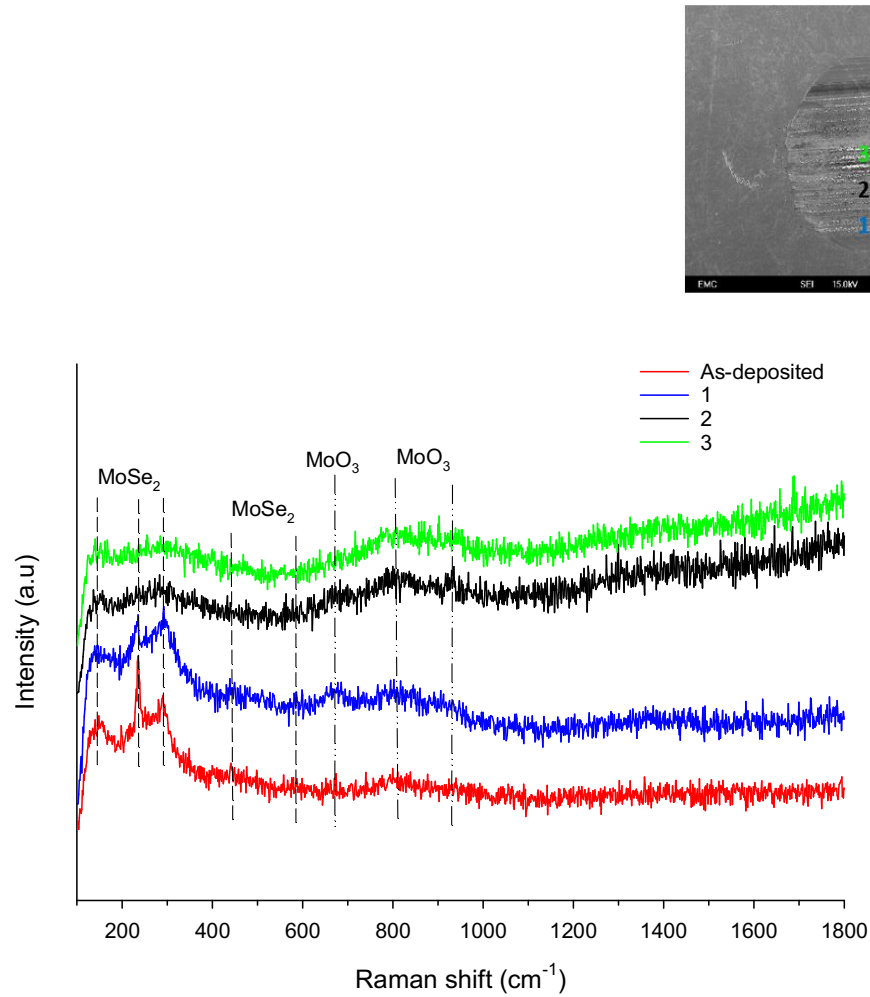 3
2
1
EMC SEI 15.0kV
As-deposited
1
2
3
MoSe₂
MoSe₂
MoO₃
MoO₃
Intensity (a.u)
200 400 600 800 1000 1200 1400 1600 1800
Raman shift (cm⁻¹)